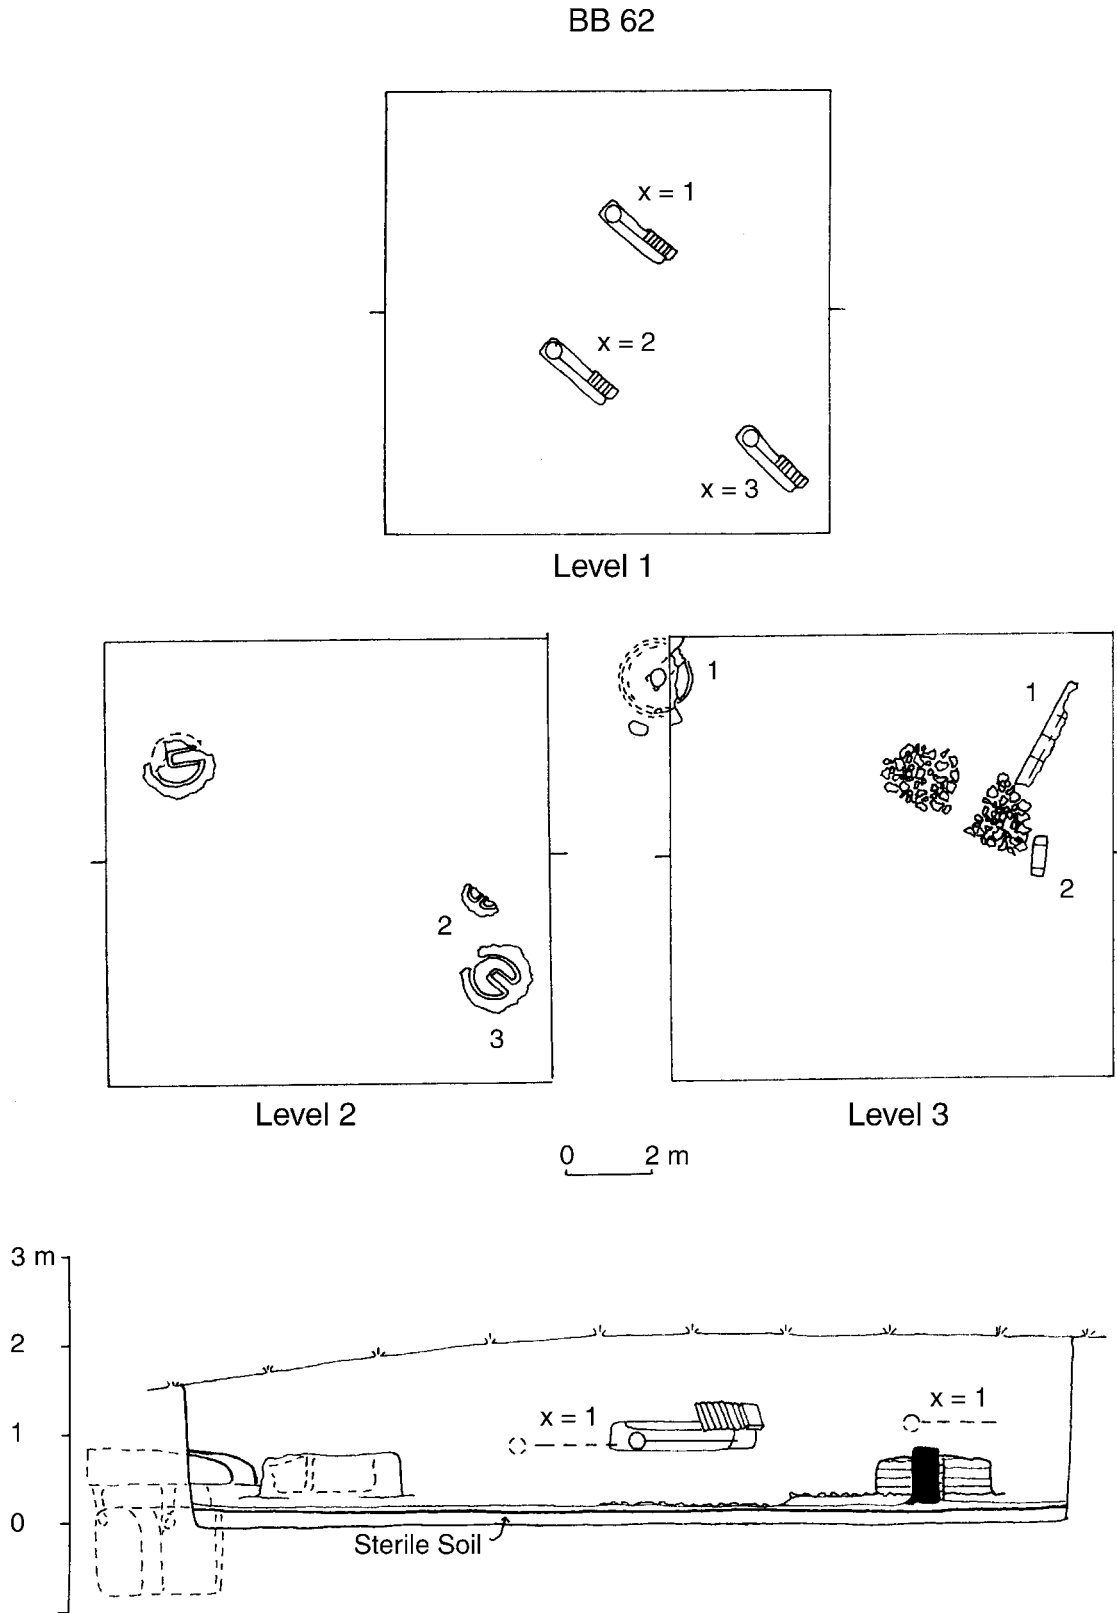 BB 62
x = 1
x = 2
x = 3
Level 1
2
3
Level 2
1
1
2
Level 3
0 2 m
3 m
2
1
0
x = 1
x = 1
Sterile Soil